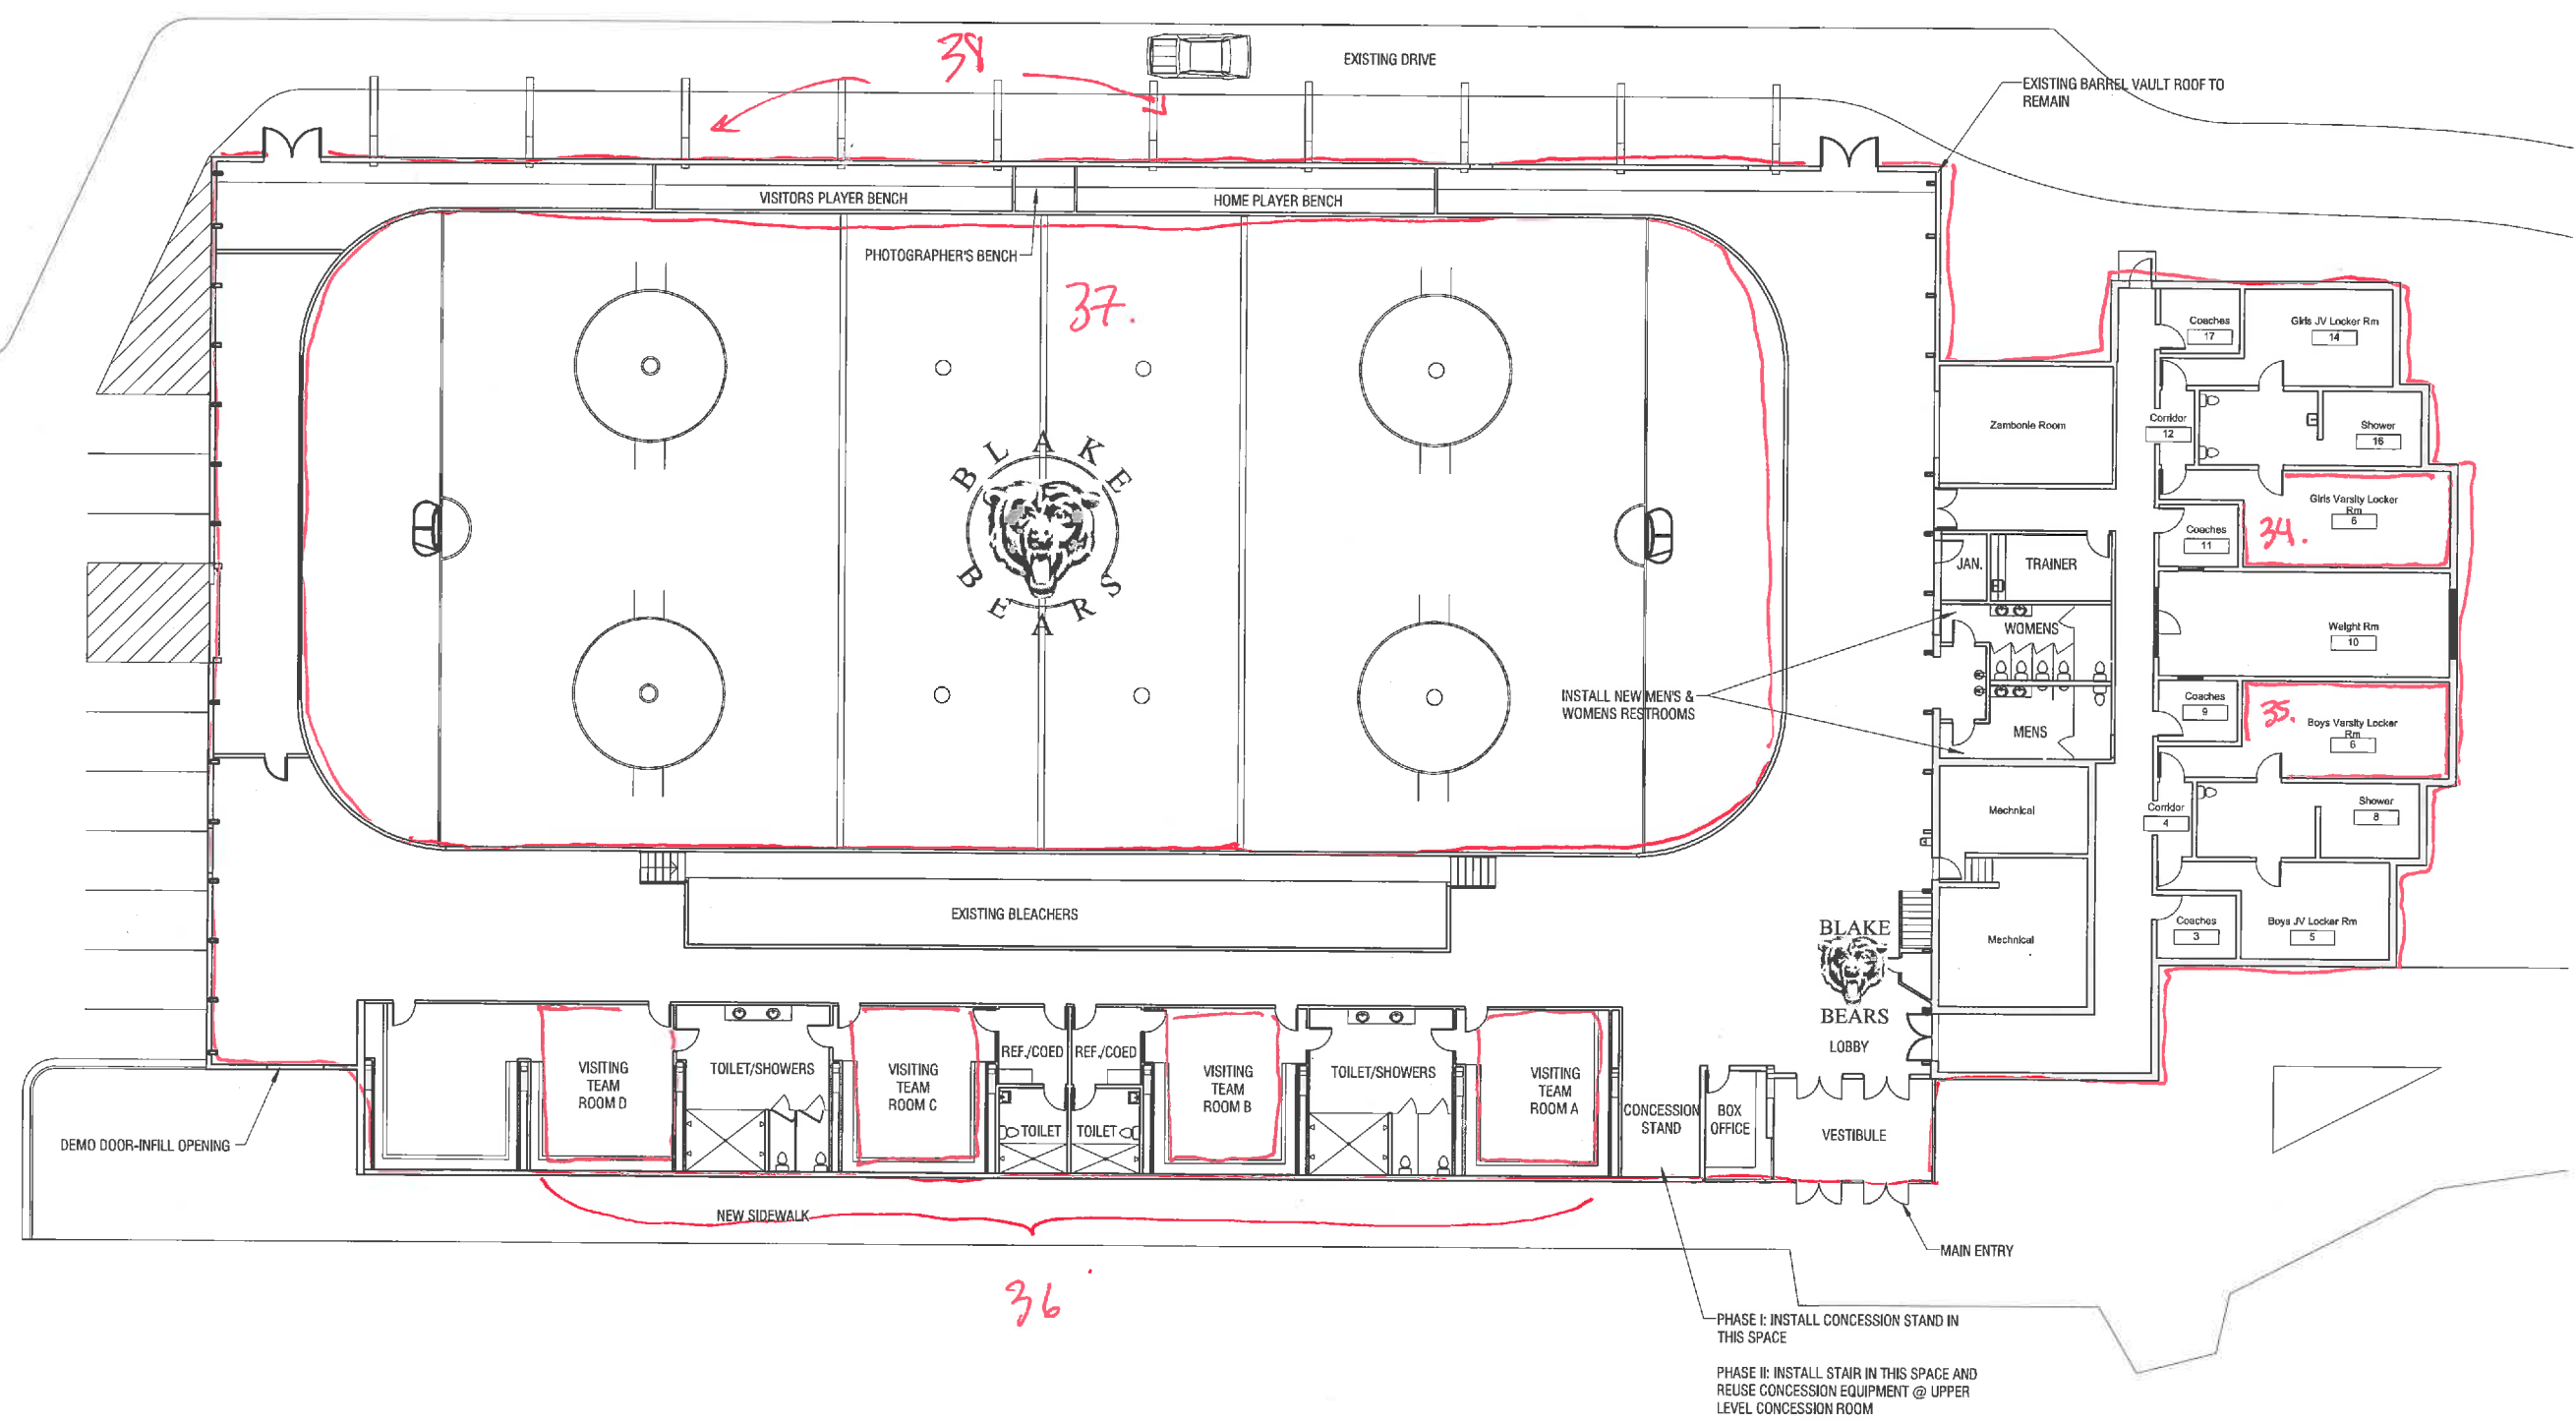 38
EXISTING DRIVE
EXISTING BARREL VAULT ROOF TO
REMAIN
VISITORS PLAYER BENCH
HOME PLAYER BENCH
PHOTOGRAPHER'S BENCH
37.
Coaches
17
Girls JV Locker Rm
14
Corridor
12
Shower
16
Zambonie Room
Girls Varsity Locker
Rm
6
34.
Coaches
11
BLAKE
BEARS
JAN.
TRAINER
WOMENS
Weight Rm
10
INSTALL NEW MEN'S &
WOMENS RESTROOMS
MENS
Coaches
9
35.
Boys Varsity Locker
Rm
6
Mechnical
Corridor
4
Shower
8
EXISTING BLEACHERS
BLAKE
BEARS
LOBBY
Mechnical
Coaches
3
Boys JV Locker Rm
5
VISITING
TEAM
ROOM D
TOILET/SHOWERS
VISITING
TEAM
ROOM C
REF./COED
REF./COED
TOILET
TOILET
VISITING
TEAM
ROOM B
TOILET/SHOWERS
VISITING
TEAM
ROOM A
CONCESSION
STAND
BOX
OFFICE
VESTIBULE
DEMO DOOR-INFILL OPENING
NEW SIDEWALK
36
MAIN ENTRY
PHASE I: INSTALL CONCESSION STAND IN
THIS SPACE
PHASE II: INSTALL STAIR IN THIS SPACE AND
REUSE CONCESSION EQUIPMENT @ UPPER
LEVEL CONCESSION ROOM